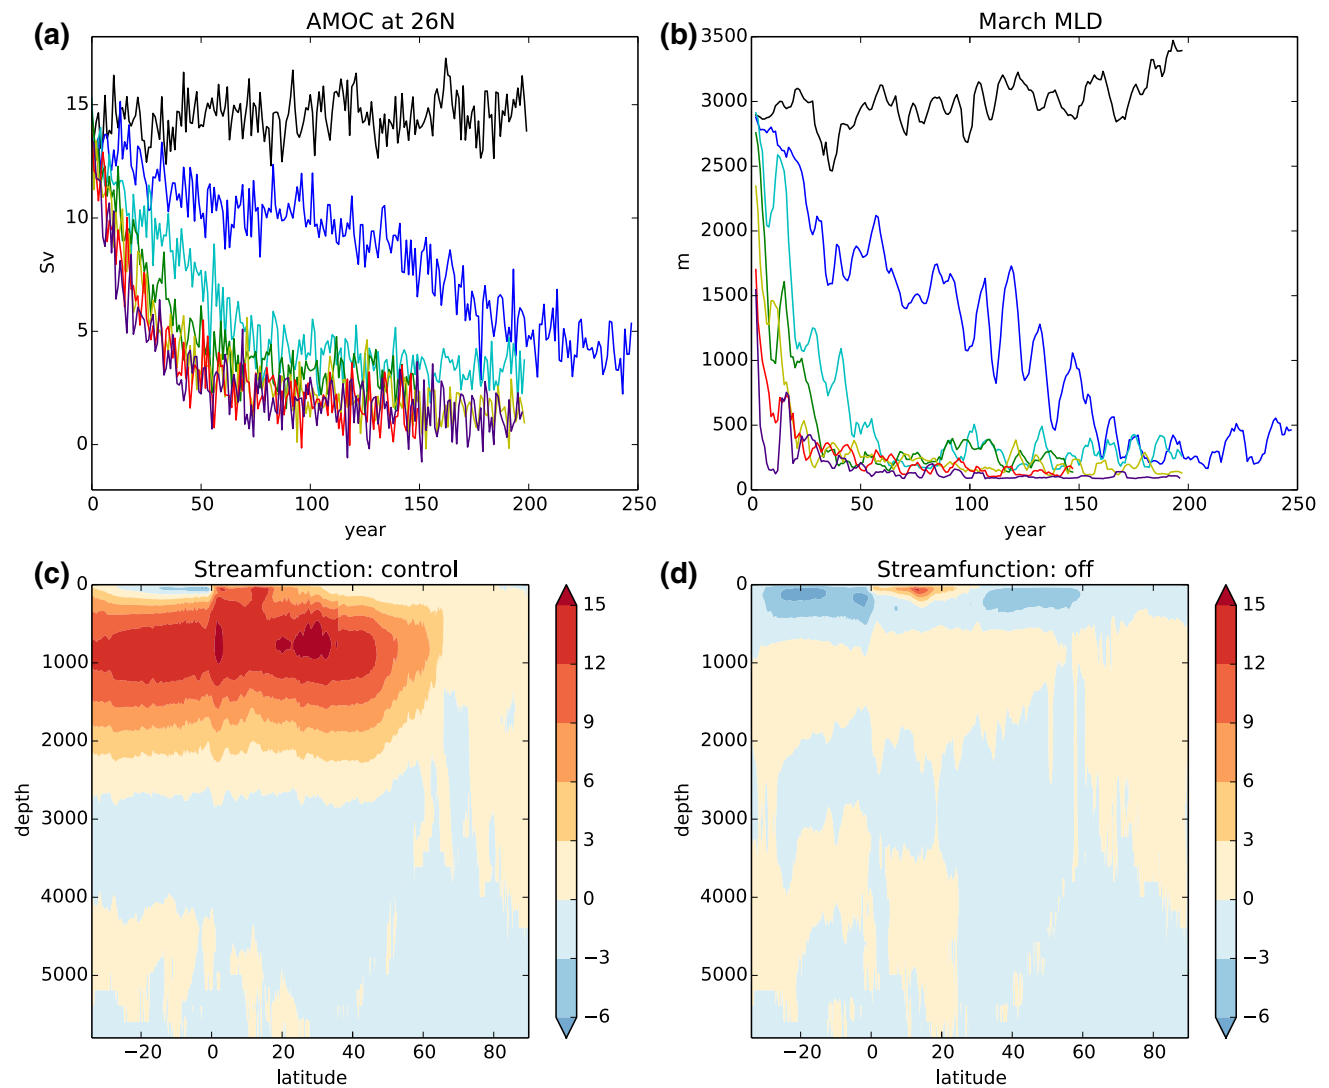 (a) AMOC at 26N
15
10
5
0
Sv
0 50 100 150 200 250
year
(b) March MLD
3500
3000
2500
2000
1500
1000
500
0
m
0 50 100 150 200 250
year
(c) Streamfunction: control
0
1000
2000
3000
4000
5000
depth
−20 0 20 40 60 80
latitude
15
12
9
6
3
0
−3
−6
(d) Streamfunction: off
0
1000
2000
3000
4000
5000
depth
−20 0 20 40 60 80
latitude
15
12
9
6
3
0
−3
−6